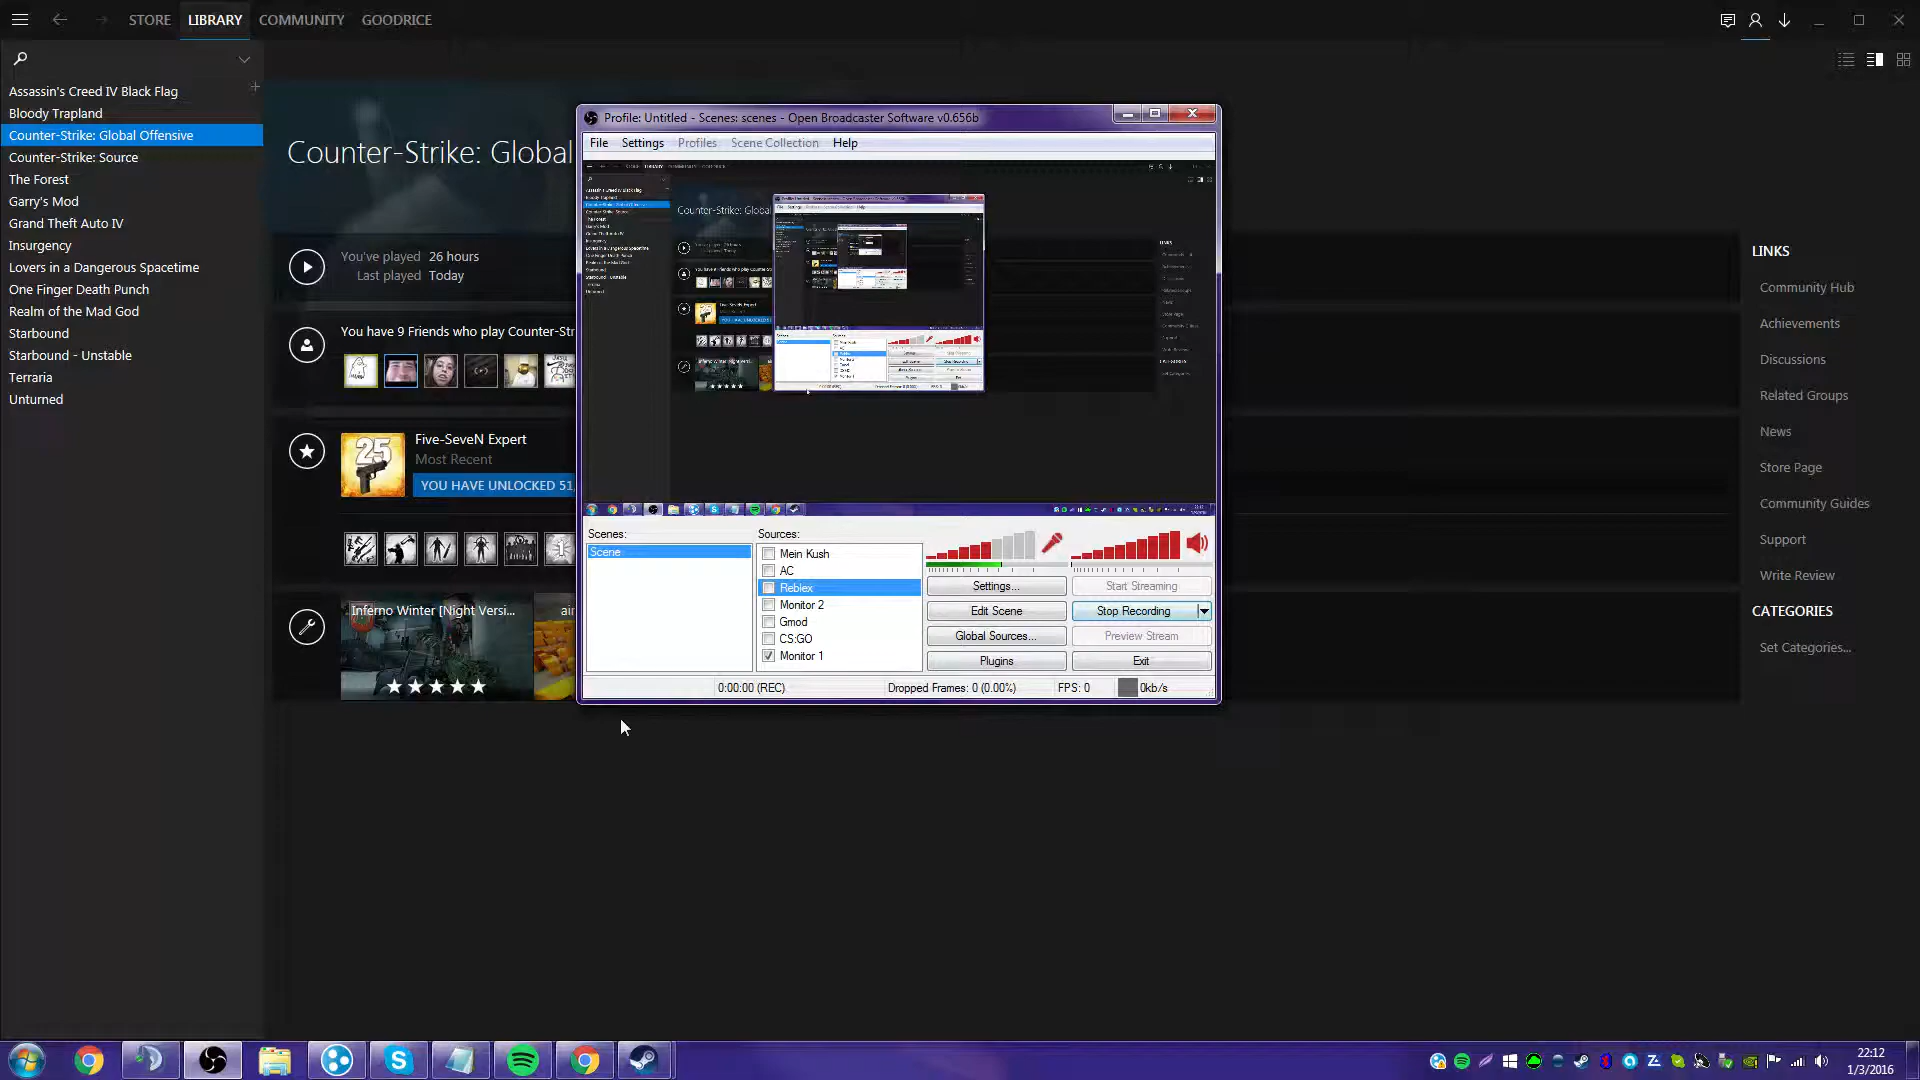 STORE LIBRARY COMMUNITY GOODRICE
Assassin's Creed IV Black Flag
Bloody Trapland
Counter-Strike: Global Offensive
Counter-Strike: Source
The Forest
Garry's Mod
Grand Theft Auto IV
Insurgency
Lovers in a Dangerous Spacetime
One Finger Death Punch
Realm of the Mad God
Starbound
Starbound - Unstable
Terraria
Unturned
Counter-Strike: Global
You've played 26 hours
Last played Today
You have 9 Friends who play Counter-Str
Five-SeveN Expert
Most Recent
YOU HAVE UNLOCKED 51,
25
Inferno Winter [Night Versi...
air
Profile: Untitled - Scenes: scenes - Open Broadcaster Software v0.656b
File Settings Profiles Scene Collection Help
Counter-Strike: Global
Scenes:
Scene
Sources:
Mein Kush
AC
Reblex
Monitor 2
Gmod
CS:GO
Monitor 1
Settings... Start Streaming
Edit Scene Stop Recording
Global Sources... Preview Stream
Plugins Exit
0:00:00 (REC) Dropped Frames: 0 (0.00%) FPS: 0 0kb/s
LINKS
Community Hub
Achievements
Discussions
Related Groups
News
Store Page
Community Guides
Support
Write Review
CATEGORIES
Set Categories...
22:12
1/3/2016